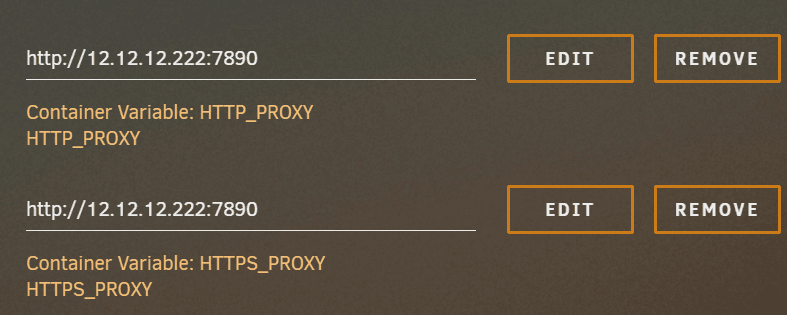 http://12.12.12.222:7890 EDIT REMOVE
Container Variable: HTTP_PROXY
HTTP_PROXY
http://12.12.12.222:7890 EDIT REMOVE
Container Variable: HTTPS_PROXY
HTTPS_PROXY